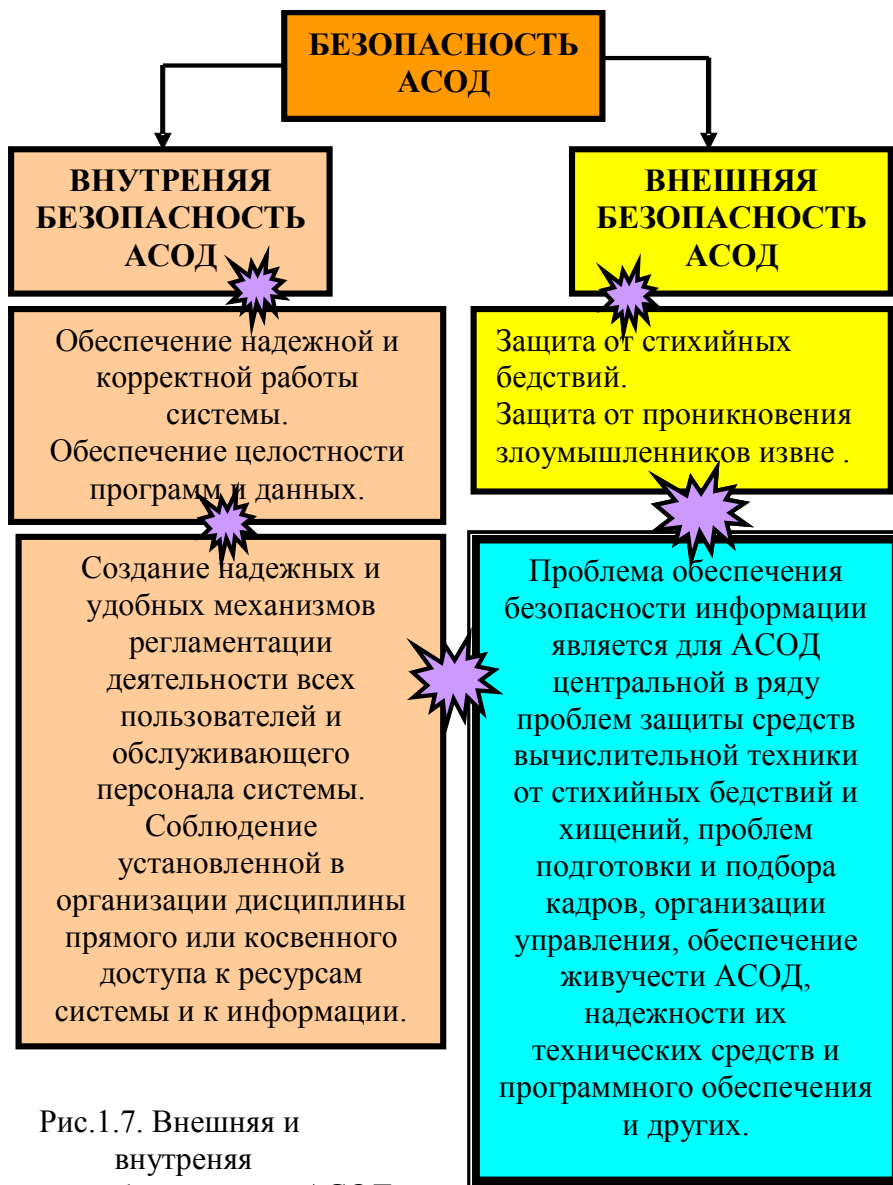 БЕЗОПАСНОСТЬ
АСОД
ВНУТРЕНЯЯ
БЕЗОПАСНОСТЬ
АСОД
ВНЕШНЯЯ
БЕЗОПАСНОСТЬ
АСОД
Обеспечение надежной и
корректной работы
системы.
Обеспечение целостности
программ и данных.
Защита от стихийных
бедствий.
Защита от проникновения
злоумышленников извне .
Создание надежных и
удобных механизмов
регламентации
деятельности всех
пользователей и
обслуживающего
персонала системы.
Соблюдение
установленной в
организации дисциплины
прямого или косвенного
доступа к ресурсам
системы и к информации.
Проблема обеспечения
безопасности информации
является для АСОД
центральной в ряду
проблем защиты средств
вычислительной техники
от стихийных бедствий и
хищений, проблем
подготовки и подбора
кадров, организации
управления, обеспечение
живучести АСОД,
надежности их
технических средств и
программного обеспечения
и других.
Рис.1.7. Внешняя и
внутреняя